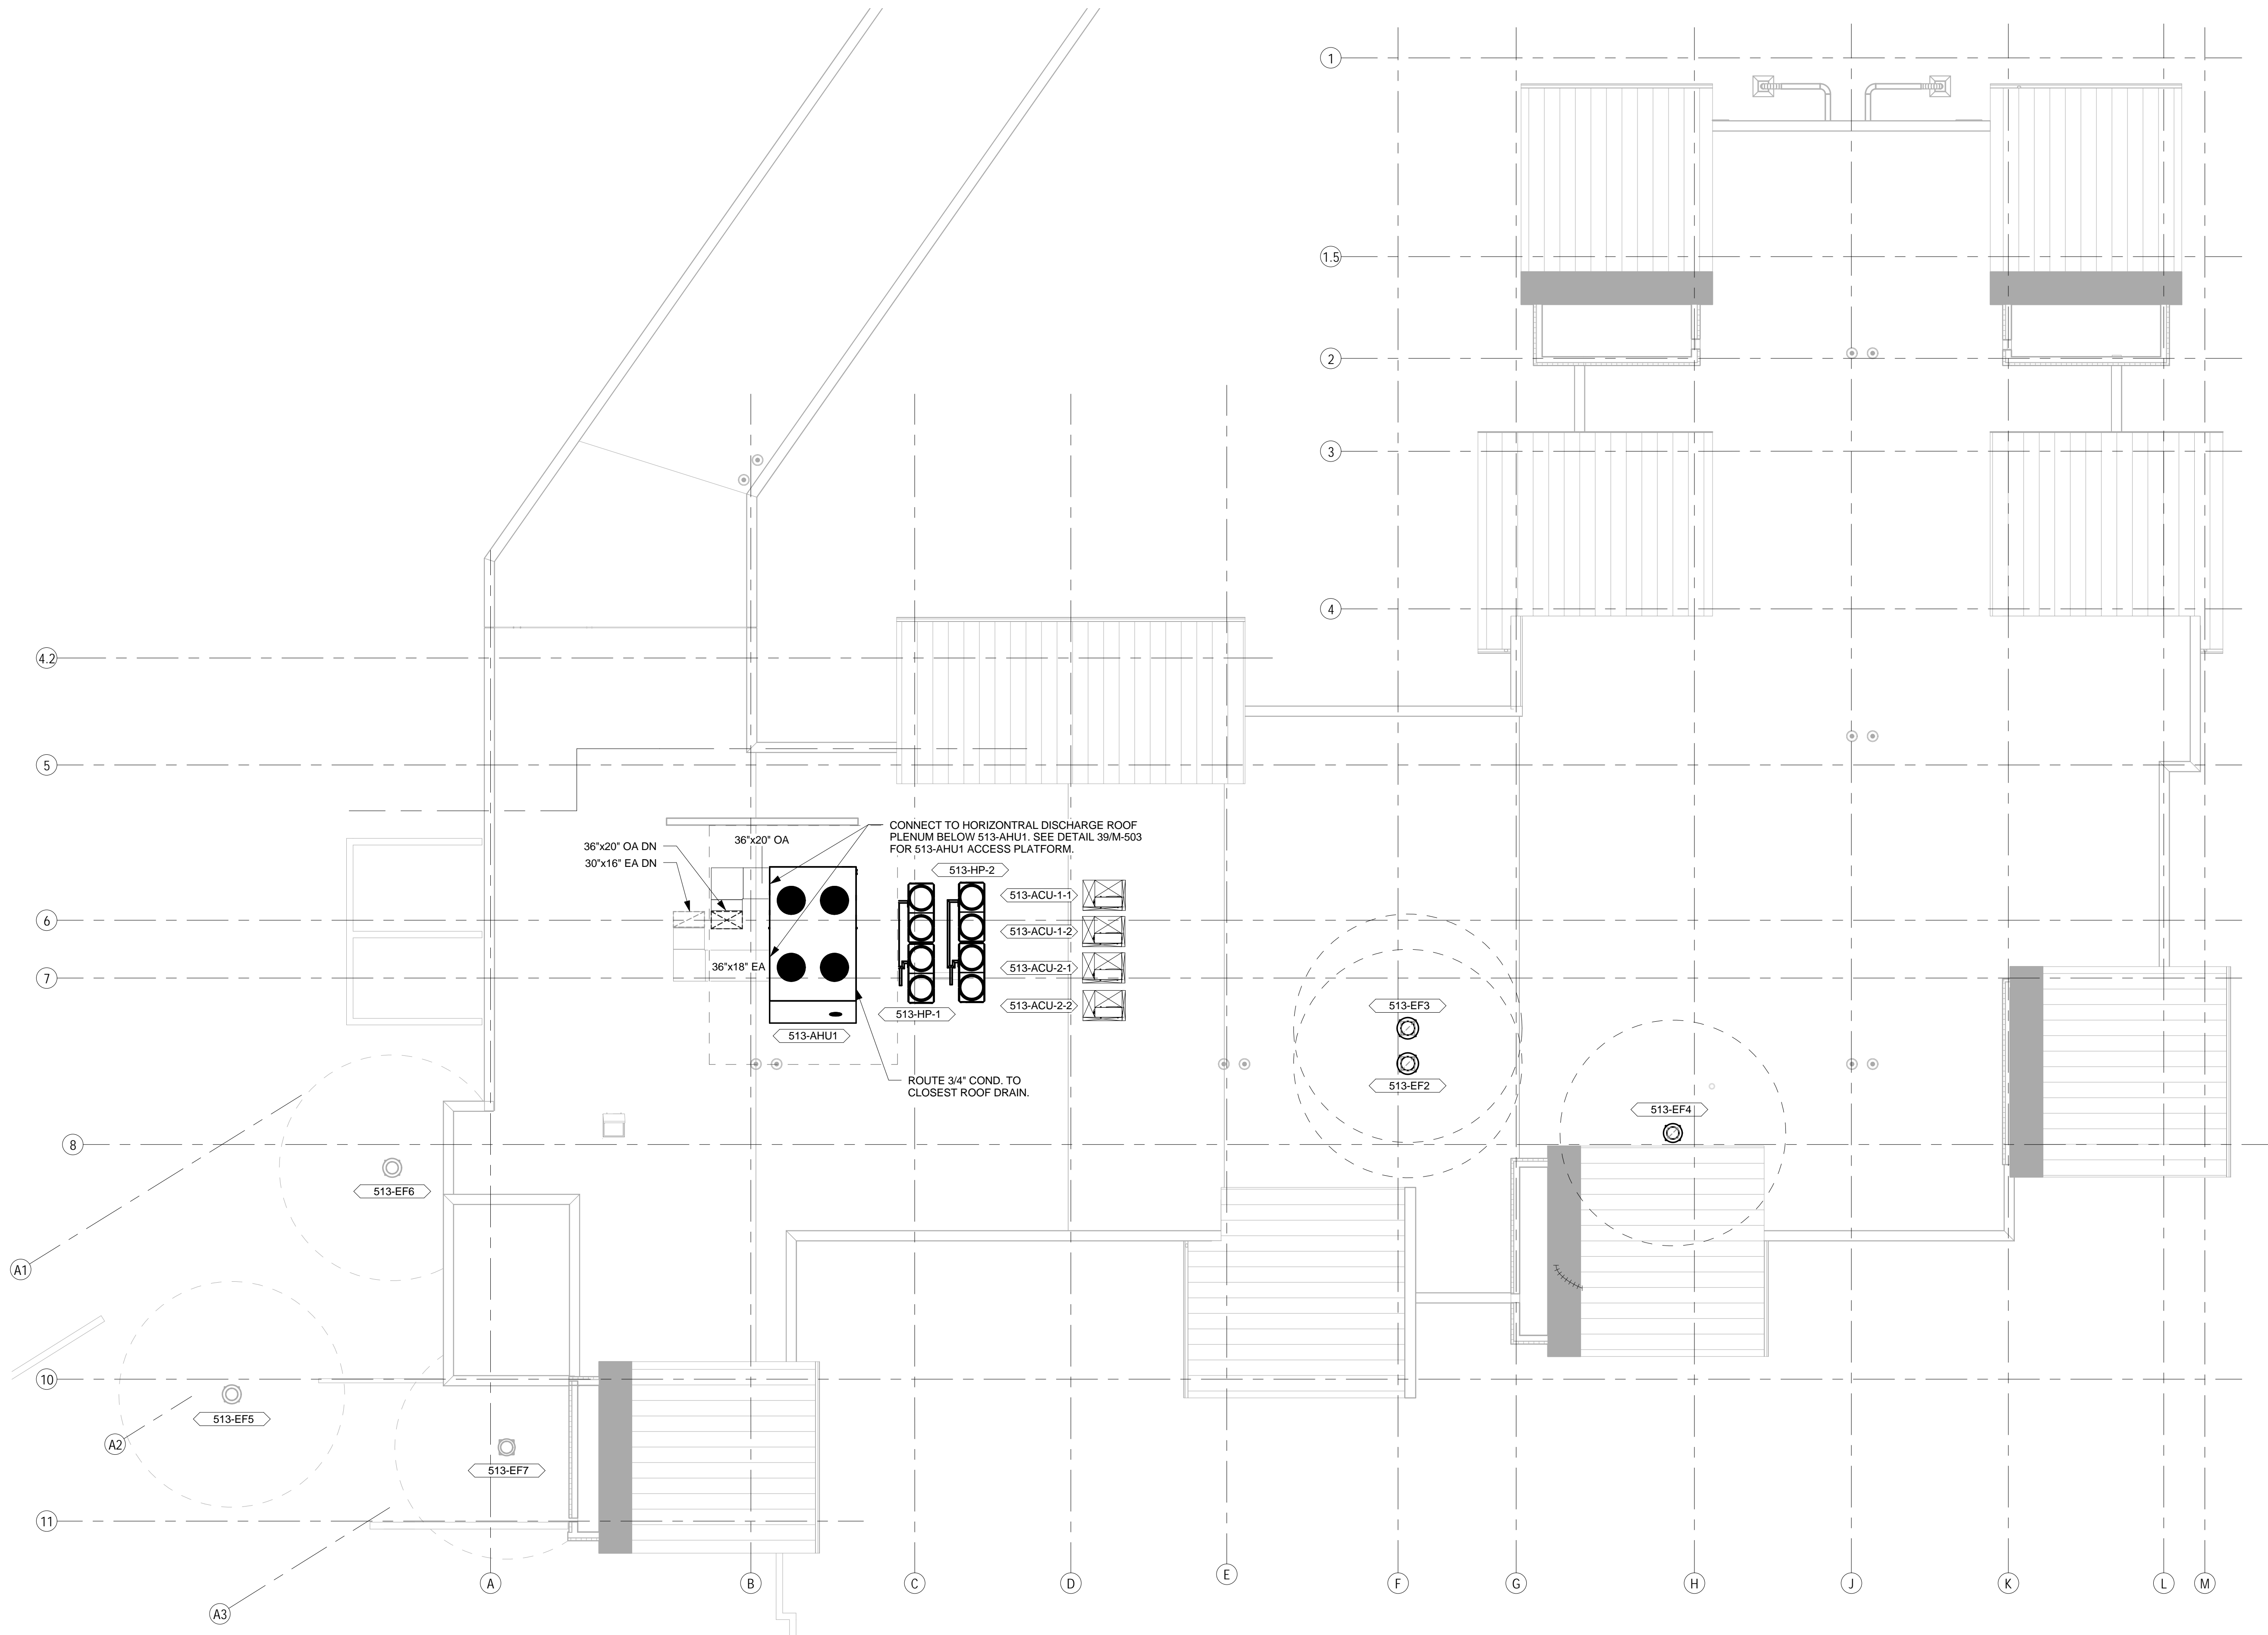 1
1.5
2
3
4
4.2
5
CONNECT TO HORIZONTRAL DISCHARGE ROOF
PLENUM BELOW 513-AHU1. SEE DETAIL 39/M-503
FOR 513-AHU1 ACCESS PLATFORM.
36"x20" OA
36"x20" OA DN
30"x16" EA DN
513-HP-2
513-ACU-1-1
6
513-ACU-1-2
36"x18" EA
513-ACU-2-1
7
513-ACU-2-2
513-EF3
513-HP-1
513-AHU1
ROUTE 3/4" COND. TO
CLOSEST ROOF DRAIN.
513-EF2
513-EF4
8
513-EF6
A1
10
513-EF5
A2
513-EF7
11
A
B
C
D
E
F
G
H
J
K
L
M
A3